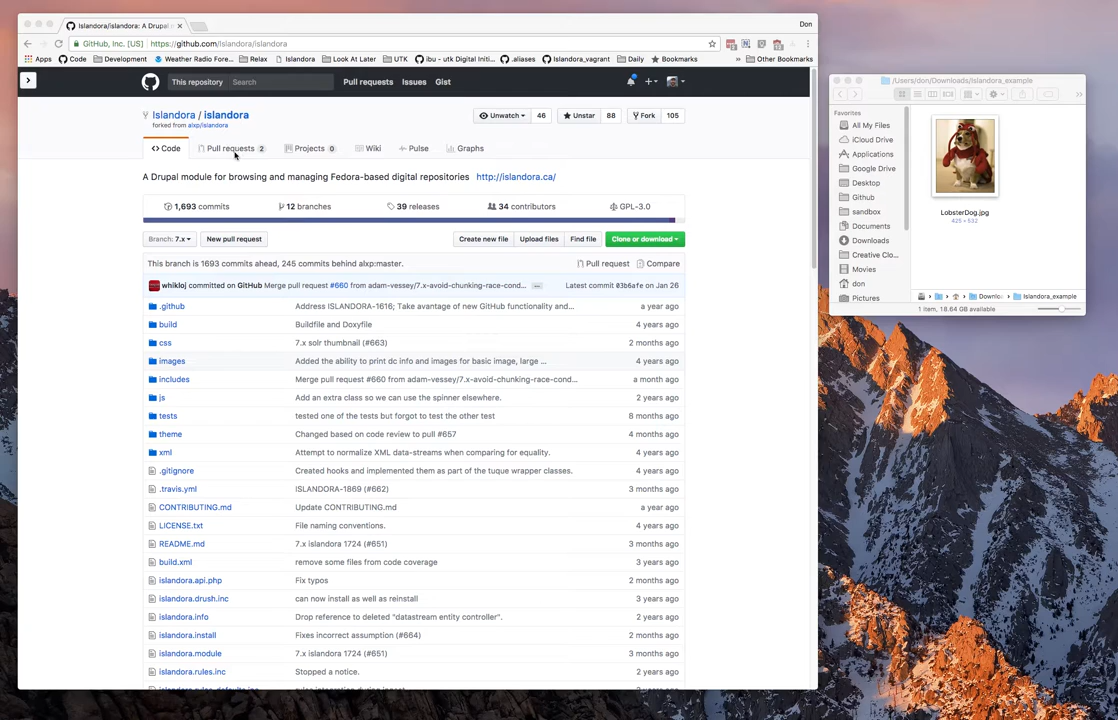 Islandora/islandora: A Drupal
Don
GitHub, Inc. [US] https://github.com/Islandora/islandora
Apps Code Development Weather Radio Fore... Relax Islandora Look At Later UTK ibu - utk Digital Initi... .aliases Islandora_vagrant Daily Bookmarks » Other Bookmarks
This repository Search Pull requests Issues Gist
Islandora / islandora
forked from alxp/islandora
Unwatch 46 Unstar 88 Fork 105
Code Pull requests 2 Projects 0 Wiki Pulse Graphs
A Drupal module for browsing and managing Fedora-based digital repositories http://islandora.ca/
1,693 commits 12 branches 39 releases 34 contributors GPL-3.0
Branch: 7.x New pull request Create new file Upload files Find file Clone or download
This branch is 1693 commits ahead, 245 commits behind alxp:master. Pull request Compare
whikloj committed on GitHub Merge pull request #660 from adam-vessey/7.x-avoid-chunking-race-cond... ... Latest commit 03b6afe on Jan 26
.github Address ISLANDORA-1616; Take advantage of new GitHub functionality and... a year ago
build Buildfile and Doxyfile 4 years ago
css 7.x solr thumbnail (#663) 2 months ago
images Added the ability to print dc info and images for basic image, large ... 4 years ago
includes Merge pull request #660 from adam-vessey/7.x-avoid-chunking-race-cond... a month ago
js Add an extra class so we can use the spinner elsewhere. 2 years ago
tests tested one of the tests but forgot to test the other test 8 months ago
theme Changed based on code review to pull #657 4 months ago
xml Attempt to normalize XML data-streams when comparing for equality. 4 years ago
.gitignore Created hooks and implemented them as part of the tuque wrapper classes. 4 years ago
.travis.yml ISLANDORA-1869 (#662) 3 months ago
CONTRIBUTING.md Update CONTRIBUTING.md a year ago
LICENSE.txt File naming conventions. 4 years ago
README.md 7.x islandora 1724 (#651) 3 months ago
build.xml remove some files from code coverage 3 years ago
islandora.api.php Fix typos 2 months ago
islandora.drush.inc can now install as well as reinstall 3 years ago
islandora.info Drop reference to deleted "datastream entity controller". 2 years ago
islandora.install Fixes incorrect assumption (#664) 2 months ago
islandora.module 7.x islandora 1724 (#651) 3 months ago
islandora.rules.inc Stopped a notice. 2 years ago
/Users/don/Downloads/islandora_example
Favorites
All My Files
iCloud Drive
Applications
Google Drive
Desktop
Github
sandbox
Documents
Downloads
Creative Clo...
Movies
don
Pictures
LobsterDog.jpg
425 × 532
Downloa Islandora_example
1 item, 18.64 GB available